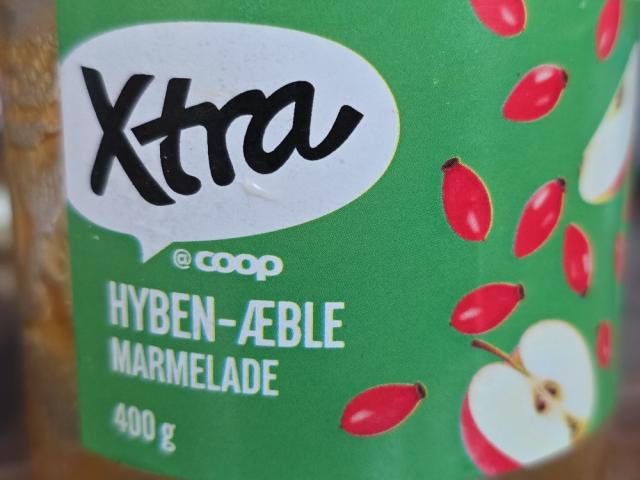 Xtra
@coop
HYBEN-ÆBLE
MARMELADE
400 g